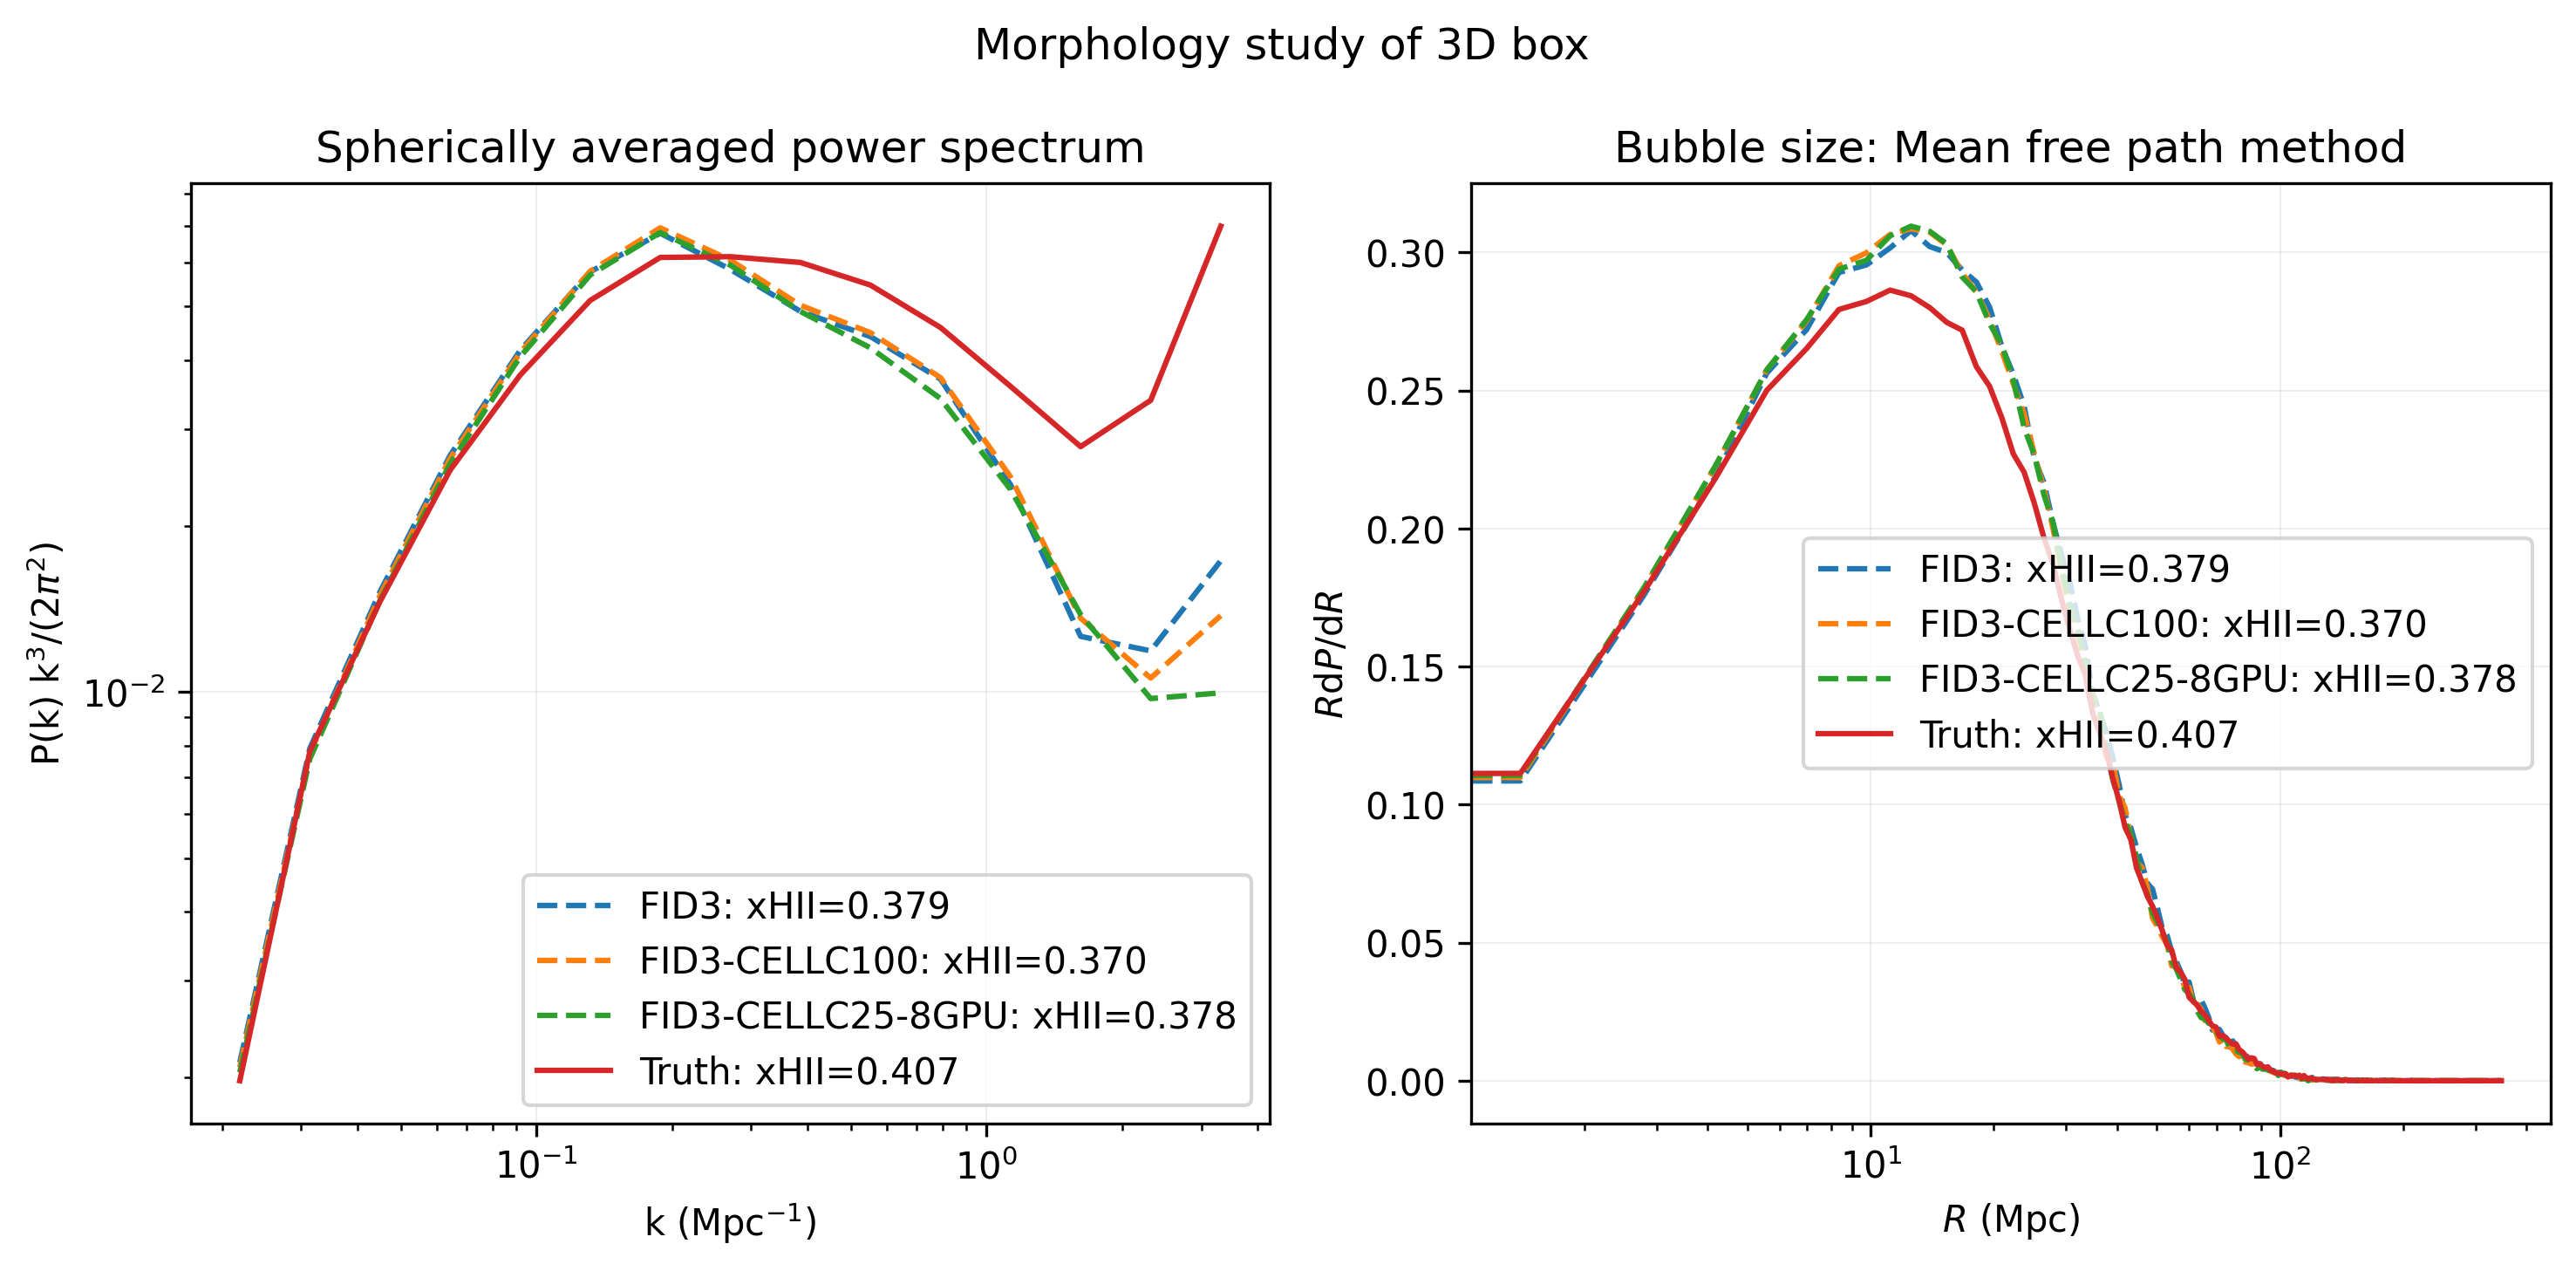 Morphology study of 3D box
Spherically averaged power spectrum
P(k) k³/(2π²)
10⁻²
10⁻¹
10⁰
k (Mpc⁻¹)
FID3: xHII=0.379
FID3-CELLC100: xHII=0.370
FID3-CELLC25-8GPU: xHII=0.378
Truth: xHII=0.407
Bubble size: Mean free path method
RdP/dR
0.30
0.25
0.20
0.15
0.10
0.05
0.00
10¹
10²
R (Mpc)
FID3: xHII=0.379
FID3-CELLC100: xHII=0.370
FID3-CELLC25-8GPU: xHII=0.378
Truth: xHII=0.407